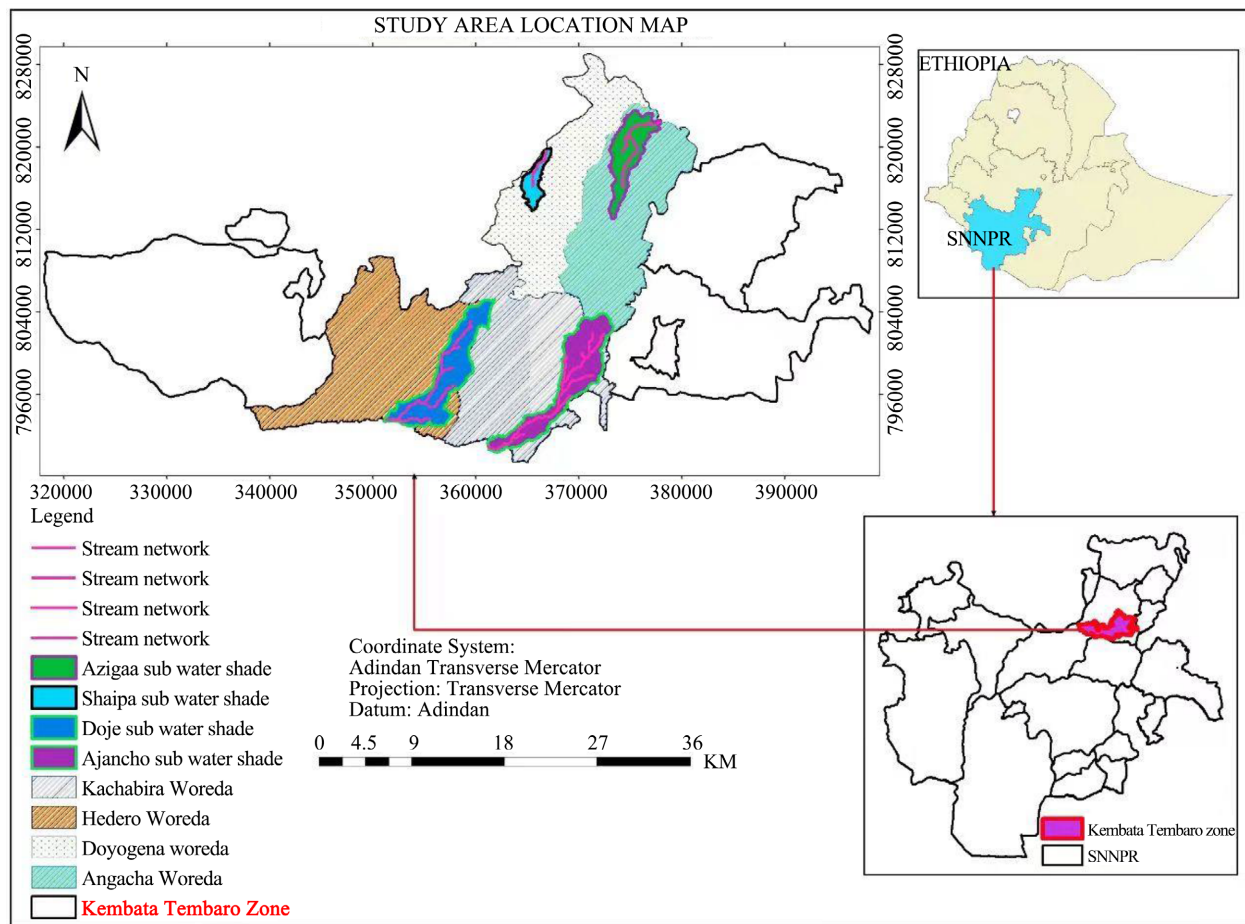 STUDY AREA LOCATION MAP
N
828000
820000
812000
804000
796000
828000
820000
812000
804000
796000
320000 330000 340000 350000 360000 370000 380000 390000
ETHIOPIA
SNNPR
Legend
Stream network
Stream network
Stream network
Stream network
Azigaa sub water shade
Shaipa sub water shade
Doje sub water shade
Ajancho sub water shade
Kachabira Woreda
Hedero Woreda
Doyogena woreda
Angacha Woreda
Kembata Tembaro Zone
Coordinate System:
Adindan Transverse Mercator
Projection: Transverse Mercator
Datum: Adindan
0 4.5 9 18 27 36
KM
Kembata Tembaro zone
SNNPR